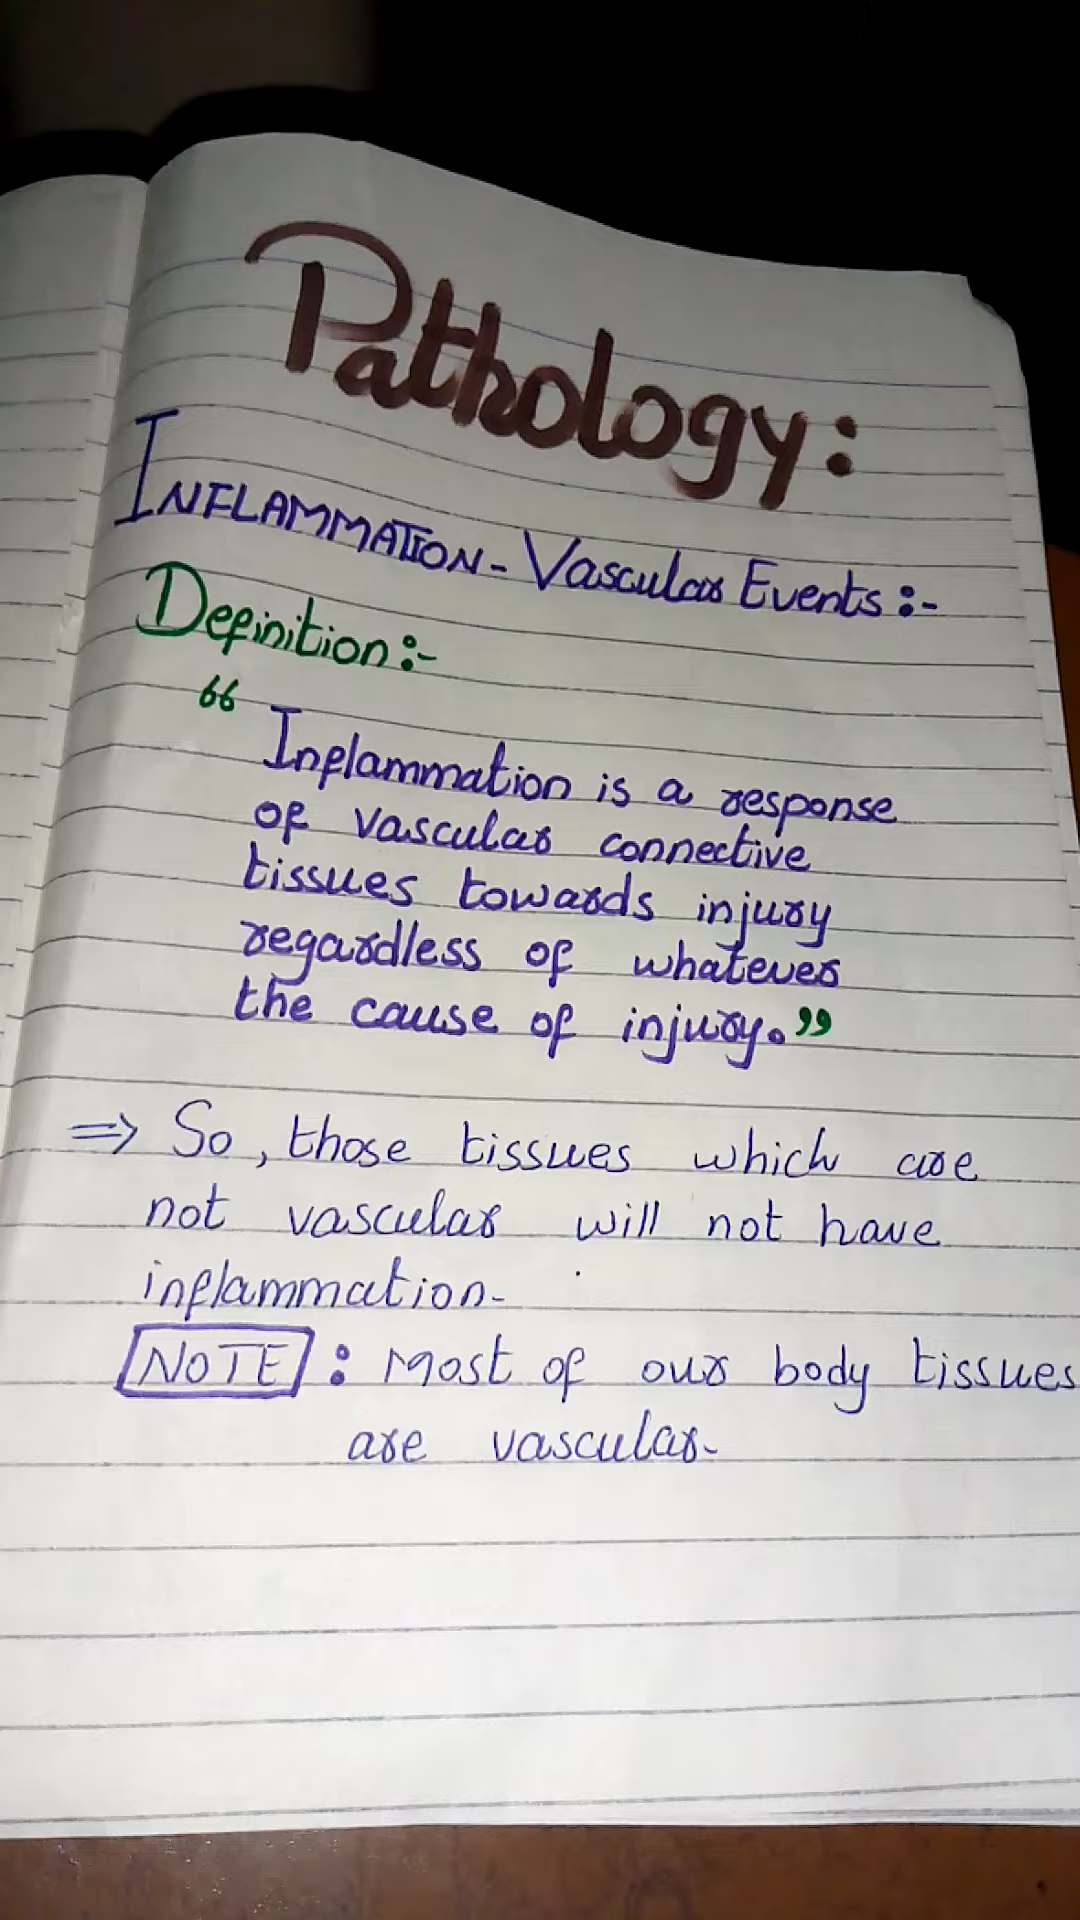 Pathology:
INFLAMMATION - Vascular Events :-
Definition :-
“ Inflammation is a response
of vascular connective
tissues towards injury
regardless of whatever
the cause of injury.”
⇒ So, those tissues which are
not vascular will not have
inflammation.
NOTE : Most of our body tissues
are vascular.